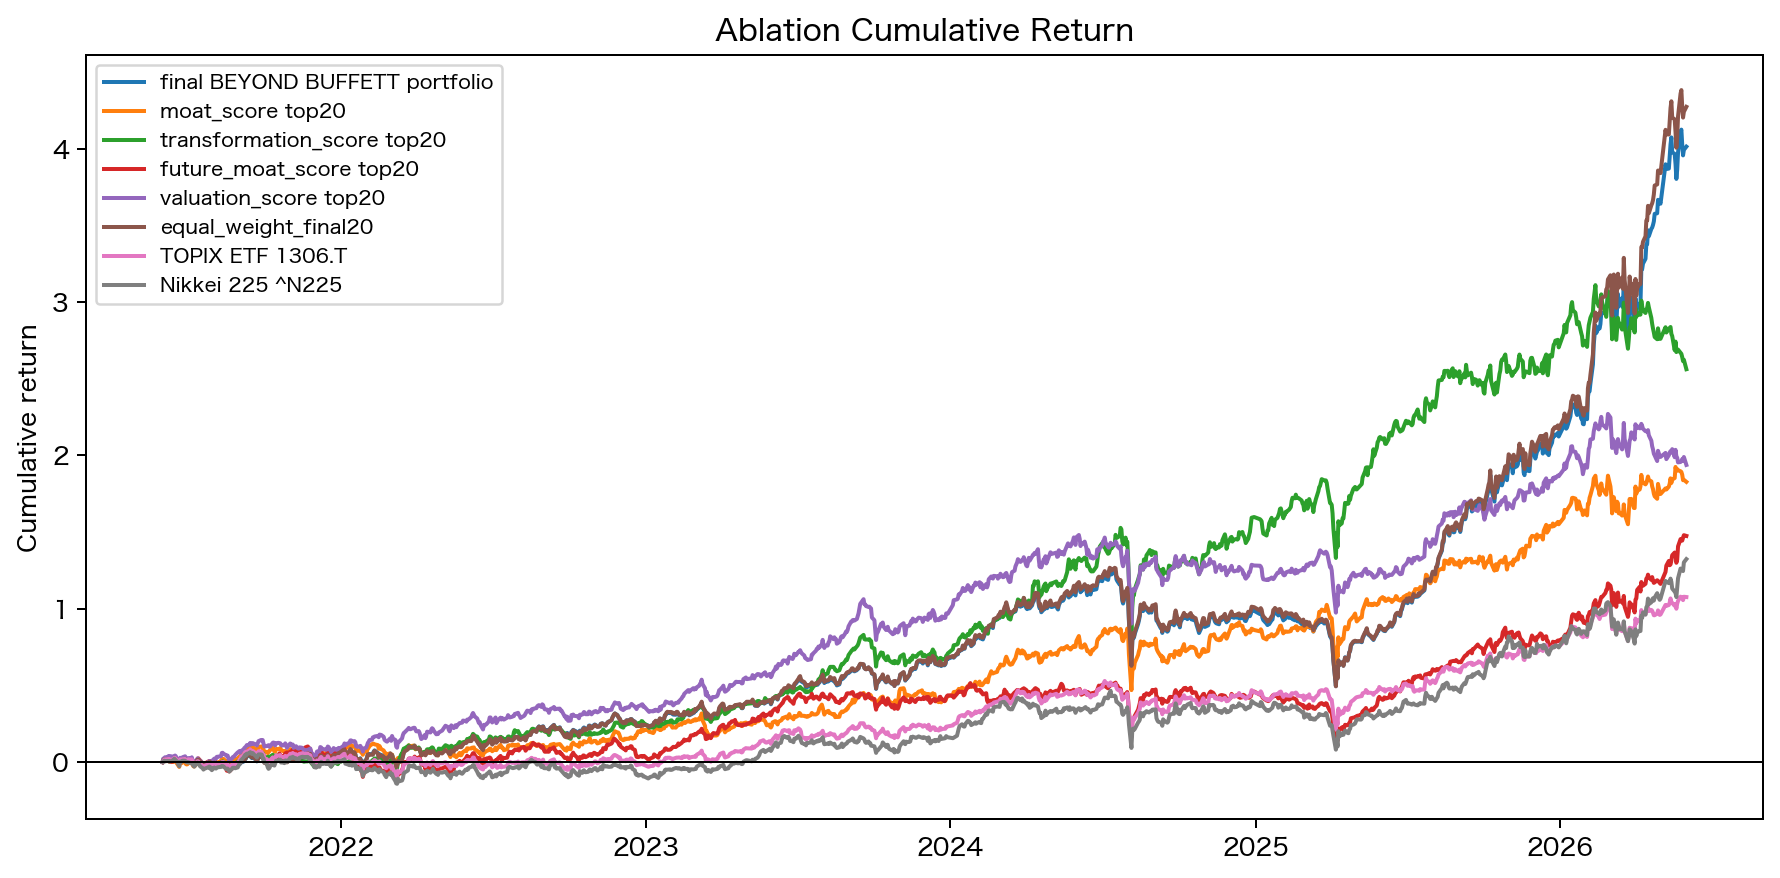 Ablation Cumulative Return
final BEYOND BUFFETT portfolio
moat_score top20
transformation_score top20
future_moat_score top20
valuation_score top20
equal_weight_final20
TOPIX ETF 1306.T
Nikkei 225 ^N225
Cumulative return
4
3
2
1
0
2022
2023
2024
2025
2026